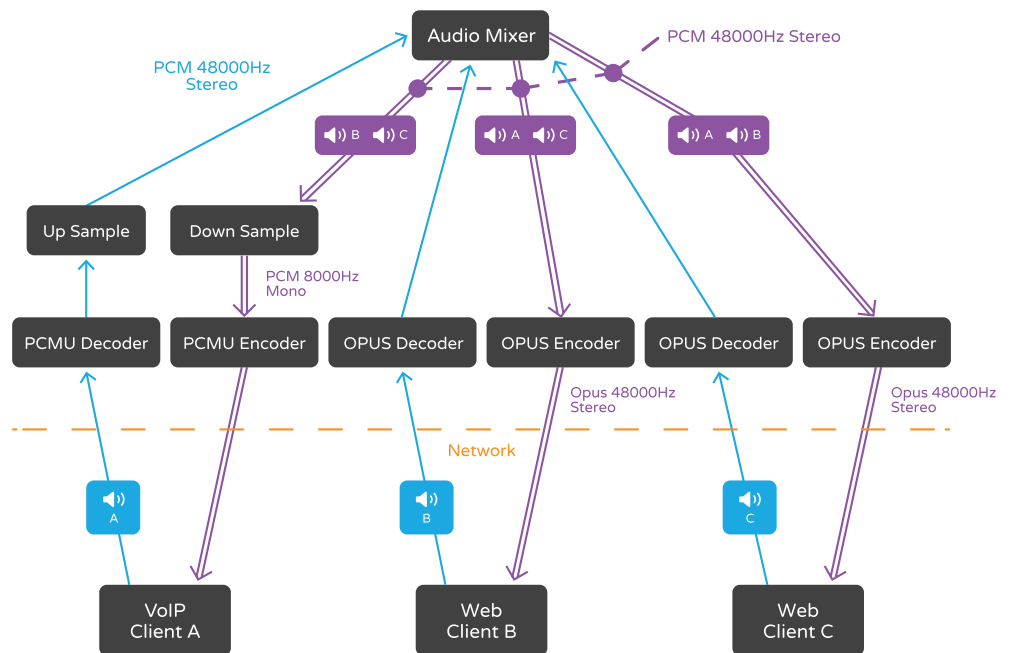 Audio Mixer
PCM 48000Hz Stereo
PCM 48000Hz
Stereo
B C
A C
A B
Up Sample
Down Sample
PCM 8000Hz
Mono
PCMU Decoder
PCMU Encoder
OPUS Decoder
OPUS Encoder
OPUS Decoder
OPUS Encoder
Opus 48000Hz
Stereo
Opus 48000Hz
Stereo
Network
A
B
C
VoIP
Client A
Web
Client B
Web
Client C